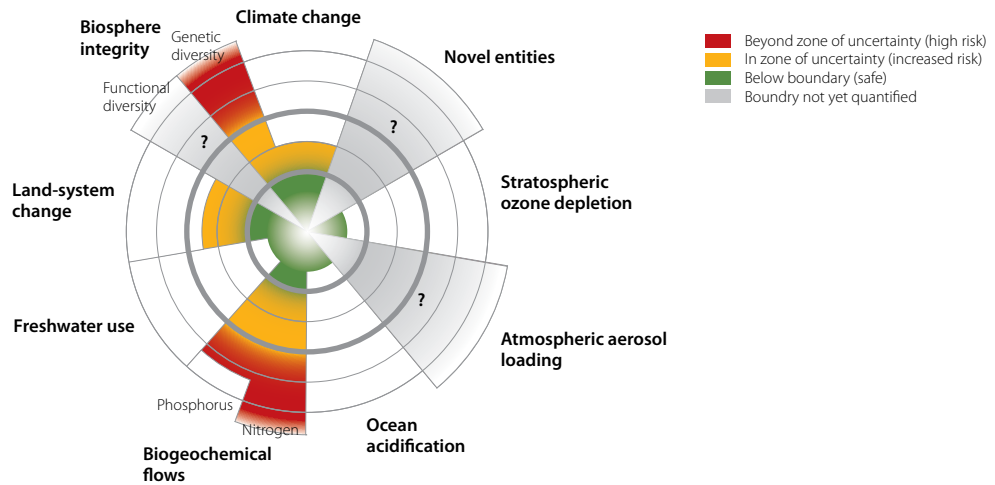 Climate change
Biosphere
integrity
Genetic
diversity
Functional
diversity
Novel entities
?
?
Land-system
change
Stratospheric
ozone depletion
?
Freshwater use
Atmospheric aerosol
loading
Phosphorus
Nitrogen
Ocean
acidification
Biogeochemical
flows
Beyond zone of uncertainty (high risk)
In zone of uncertainty (increased risk)
Below boundary (safe)
Boundry not yet quantified